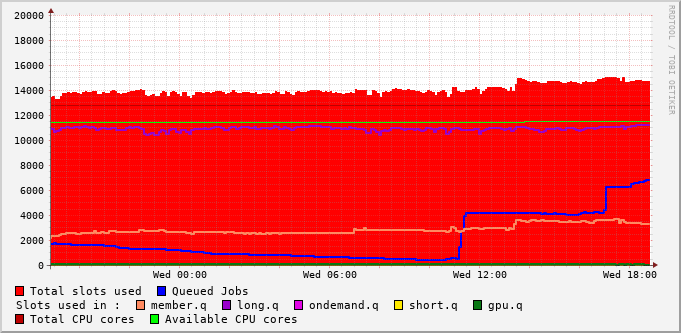 RRDTOOL / TOBI OETIKER
20000
18000
16000
14000
12000
10000
8000
6000
4000
2000
0
Wed 00:00 Wed 06:00 Wed 12:00 Wed 18:00
Total slots used Queued Jobs
Slots used in : member.q long.q ondemand.q short.q gpu.q
Total CPU cores Available CPU cores